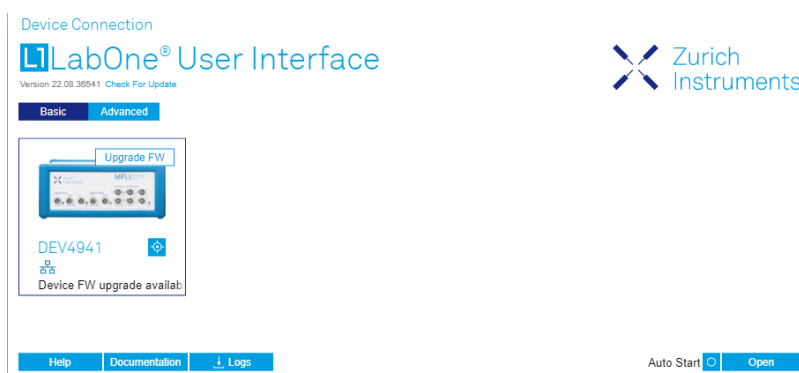 Device Connection
L1 LabOne® User Interface
Zurich
Instruments
Version 22.08.36541 Check For Update
Basic Advanced
Upgrade FW
MFLI
DEV4941
Device FW upgrade availab
Help Documentation Logs
Auto Start Open